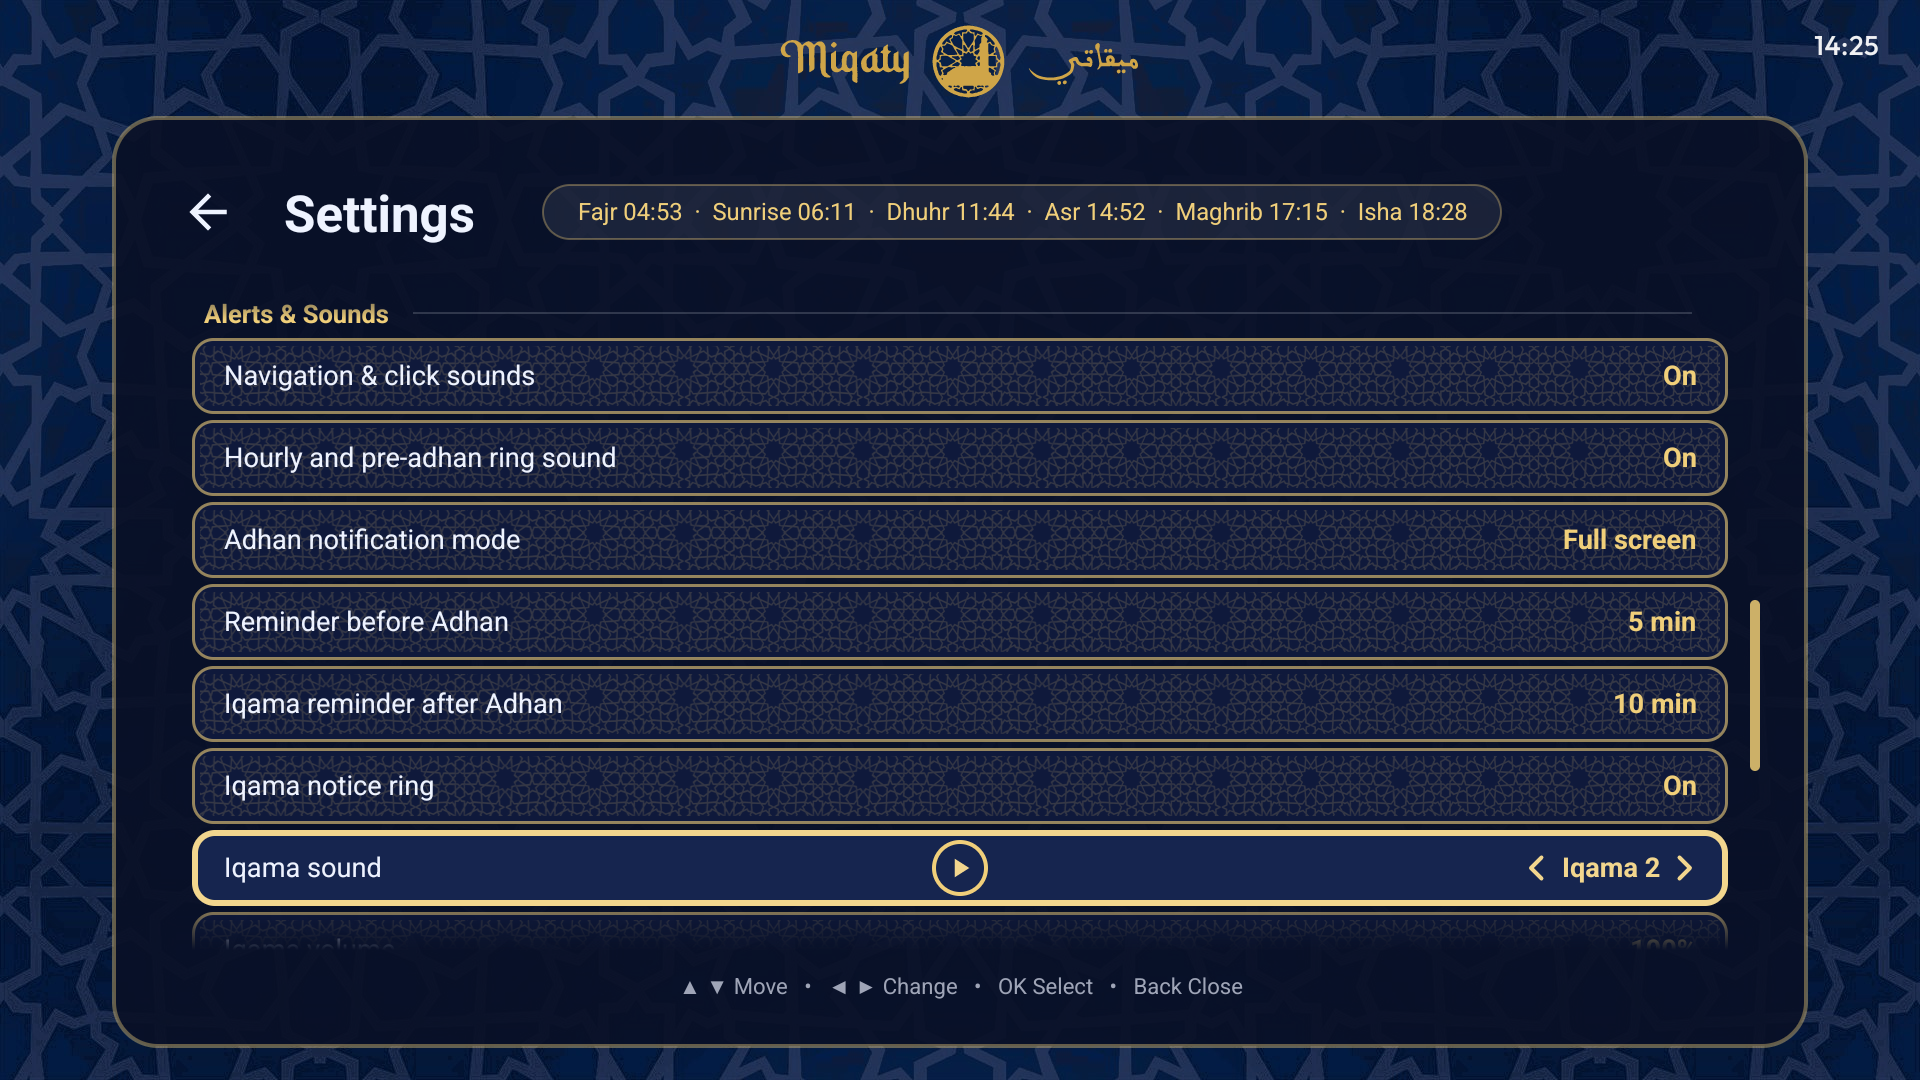 Miqaty ميقاتي
14:25
Settings
Fajr 04:53 · Sunrise 06:11 · Dhuhr 11:44 · Asr 14:52 · Maghrib 17:15 · Isha 18:28
Alerts & Sounds
Navigation & click sounds On
Hourly and pre-adhan ring sound On
Adhan notification mode Full screen
Reminder before Adhan 5 min
Iqama reminder after Adhan 10 min
Iqama notice ring On
Iqama sound Iqama 2
Iqama volume 100%
▲ ▼ Move • ◄ ► Change • OK Select • Back Close